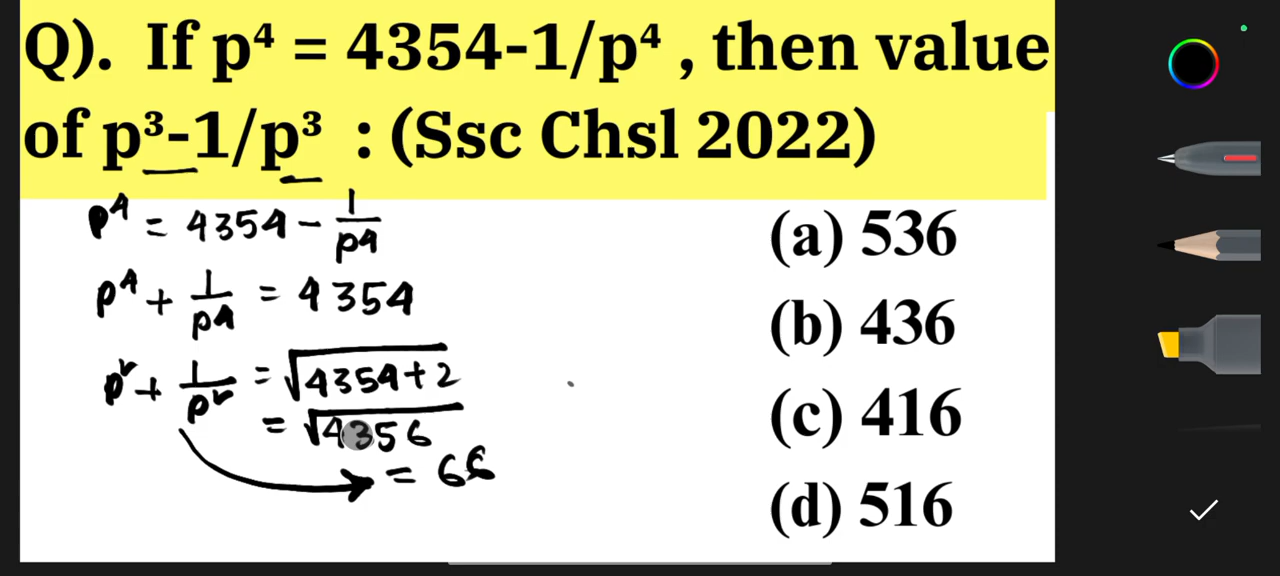 Q). If p⁴ = 4354-1/p⁴ , then value
of p³-1/p³ : (Ssc Chsl 2022)
p⁴ = 4354 - 1/p⁴
p⁴ + 1/p⁴ = 4354
p² + 1/p² = √4354+2
= √4356
= 66
(a) 536
(b) 436
(c) 416
(d) 516